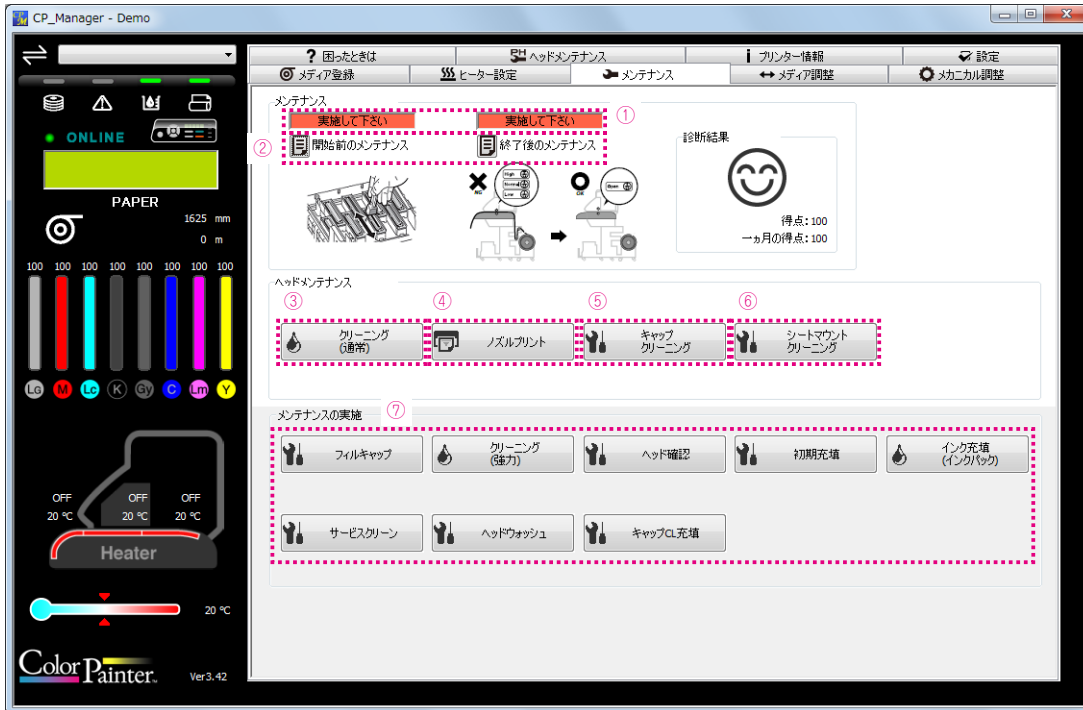 CP_Manager - Demo
? 困ったときは
ヘッドメンテナンス
i プリンター情報
設定
メディア登録
ヒーター設定
メンテナンス
メディア調整
メカニカル調整
ONLINE
PAPER
1625 mm
0 m
100 100 100 100 100 100 100 100
Lg M Lc K Gy C Lm Y
OFF OFF OFF
20 ℃ 20 ℃ 20 ℃
Heater
20 ℃
Color Painter. Ver3.42
メンテナンス
実施して下さい 実施して下さい ①
② 開始前のメンテナンス 終了後のメンテナンス
High
Normal
Low
NG
Open
OK
診断結果
得点:100
一ヵ月の得点:100
ヘッドメンテナンス
③ ④ ⑤ ⑥
クリーニング
(通常)
ノズルプリント
キャップ
クリーニング
シートマウント
クリーニング
メンテナンスの実施 ⑦
フィルキャップ
クリーニング
(強力)
ヘッド確認
初期充填
インク充填
(インクパック)
サービスクリーン
ヘッドウォッシュ
キャップCL充填